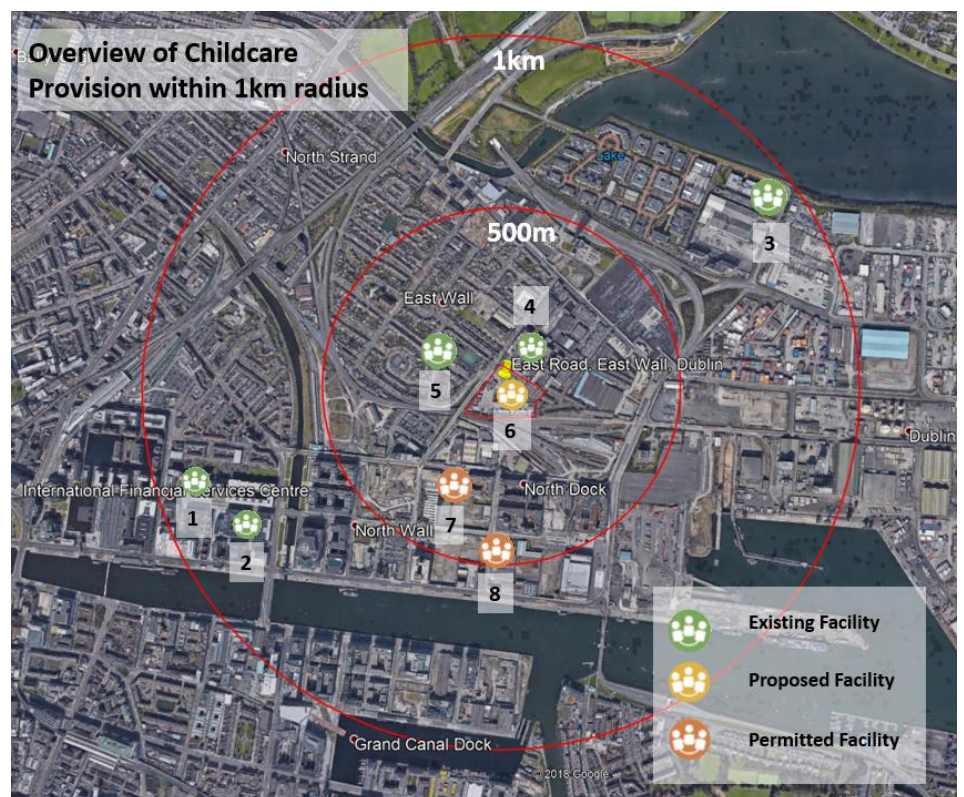 Overview of Childcare
Provision within 1km radius
1km
North Strand
Lake
500m
3
East Wall
4
East Road, East Wall, Dublin
5
6
Dublin
International Financial Services Centre
North Dock
1
7
North Wall
2
8
Existing Facility
Proposed Facility
Permitted Facility
Grand Canal Dock
© 2018 Google